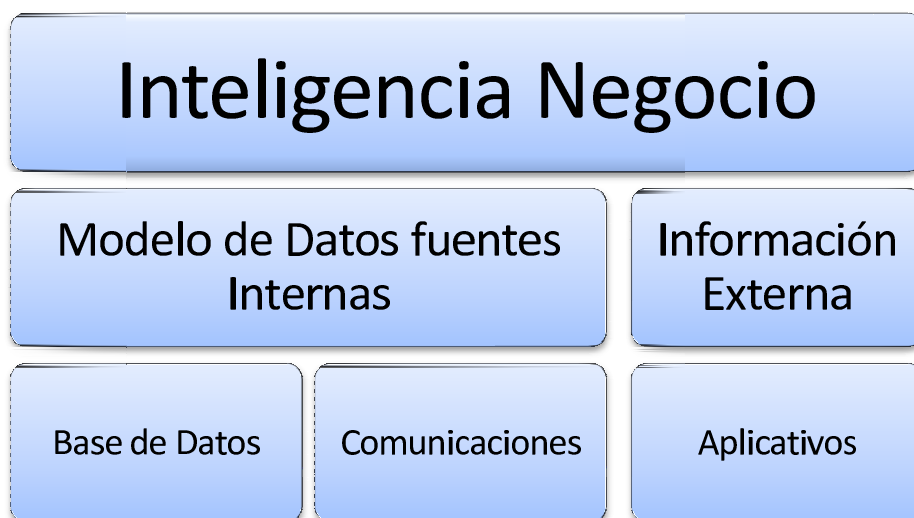 Inteligencia Negocio
Modelo de Datos fuentes
Internas
Información
Externa
Base de Datos
Comunicaciones
Aplicativos